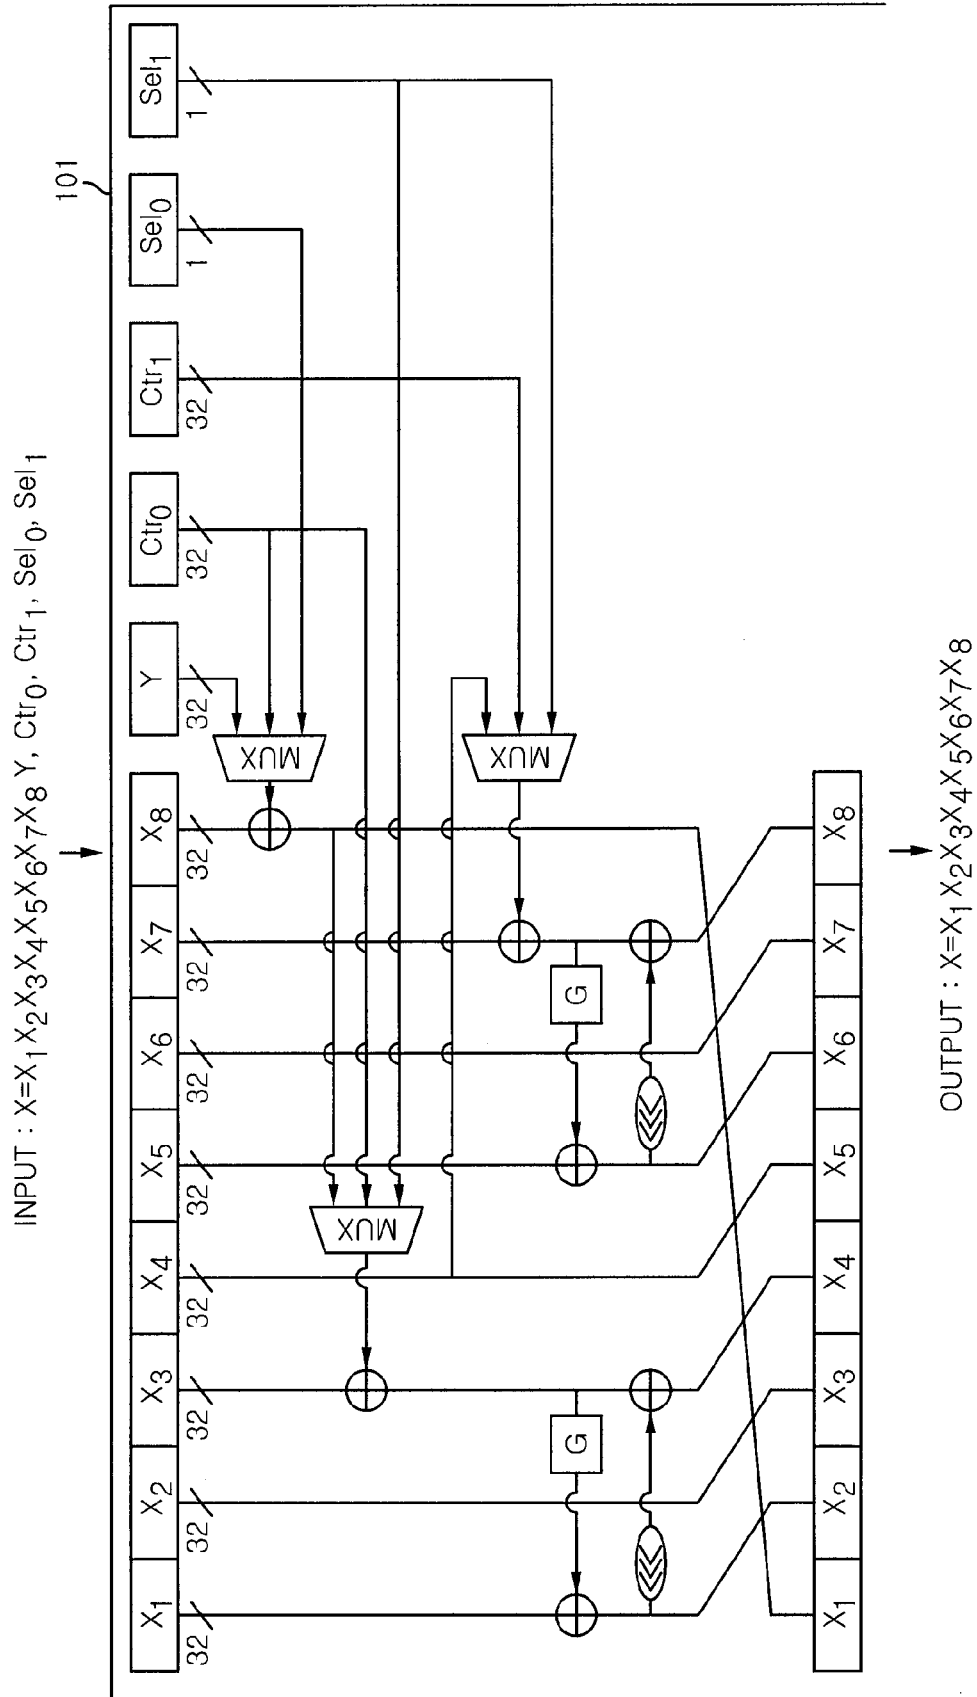 INPUT : X=X1X2X3X4X5X6X7X8 Y, Ctr0, Ctr1, Sel0, Sel1
101
X1 X2 X3 X4 X5 X6 X7 X8 Y Ctr0 Ctr1 Sel0 Sel1
32 32 32 32 32 32 32 32 32 32 32 1 1
MUX
MUX
MUX
G G
X1 X2 X3 X4 X5 X6 X7 X8
OUTPUT : X=X1X2X3X4X5X6X7X8